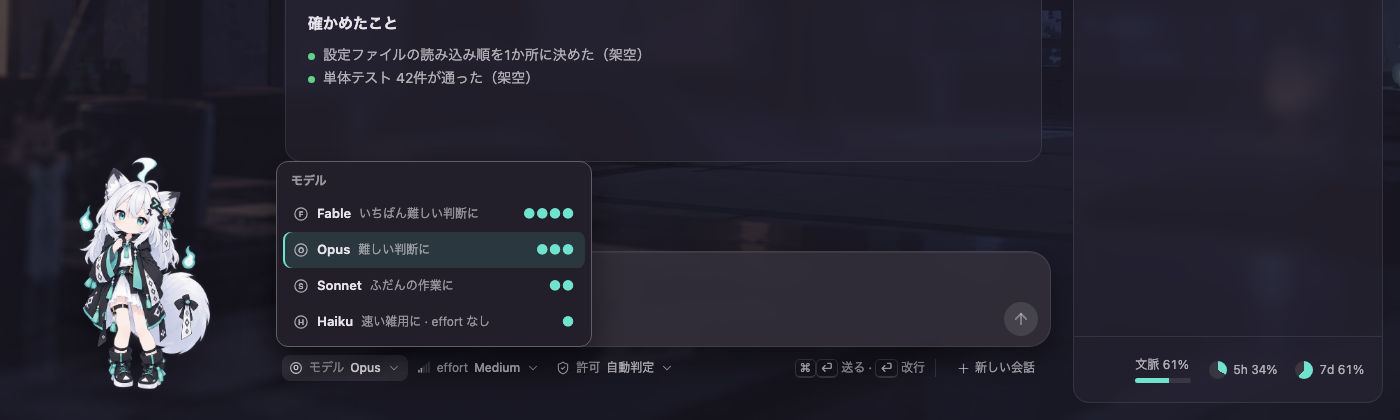 確かめたこと
設定ファイルの読み込み順を1か所に決めた（架空）
単体テスト 42件が通った（架空）
モデル
F Fable いちばん難しい判断に
O Opus 難しい判断に
S Sonnet ふだんの作業に
H Haiku 速い雑用に · effort なし
モデル Opus effort Medium 許可 自動判定 ⌘ ↩ 送る · ↩ 改行 + 新しい会話
文脈 61% 5h 34% 7d 61%